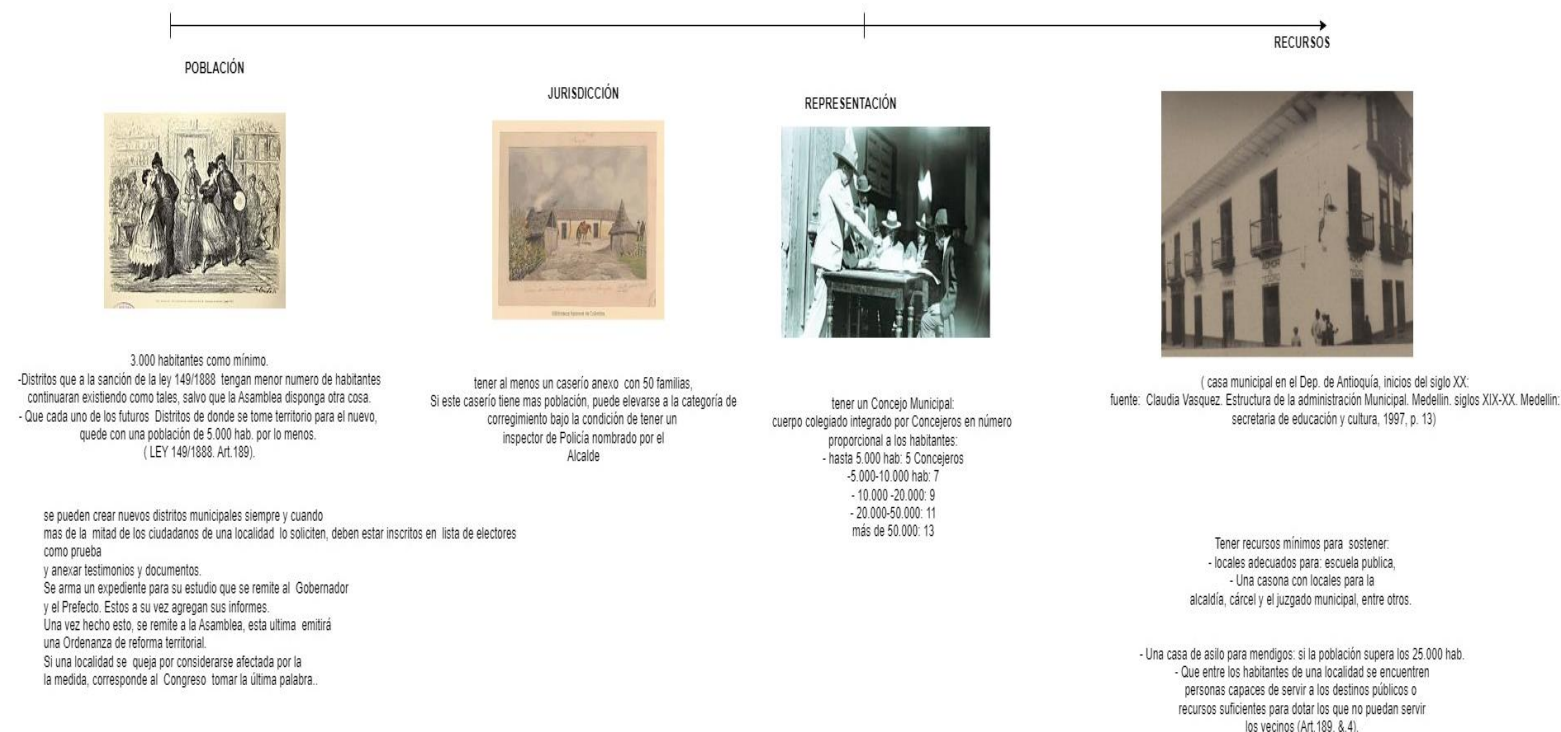 POBLACIÓN
3.000 habitantes como mínimo.
-Distritos que a la sanción de la ley 149/1888 tengan menor numero de habitantes
continuaran existiendo como tales, salvo que la Asamblea disponga otra cosa.
- Que cada uno de los futuros Distritos de donde se tome territorio para el nuevo,
quede con una población de 5.000 hab. por lo menos.
( LEY 149/1888. Art.189).
se pueden crear nuevos distritos municipales siempre y cuando
mas de la mitad de los ciudadanos de una localidad lo soliciten, deben estar inscritos en lista de electores
como prueba
y anexar testimonios y documentos.
Se arma un expediente para su estudio que se remite al Gobernador
y el Prefecto. Estos a su vez agregan sus informes.
Una vez hecho esto, se remite a la Asamblea, esta ultima emitirá
una Ordenanza de reforma territorial.
Si una localidad se queja por considerarse afectada por la
la medida, corresponde al Congreso tomar la última palabra..
JURISDICCIÓN
Biblioteca Nacional de Colombia
tener al menos un caserío anexo con 50 familias,
Si este caserío tiene mas población, puede elevarse a la categoría de
corregimiento bajo la condición de tener un
inspector de Policía nombrado por el
Alcalde
REPRESENTACIÓN
tener un Concejo Municipal:
cuerpo colegiado integrado por Concejeros en número
proporcional a los habitantes:
- hasta 5.000 hab: 5 Concejeros
-5.000-10.000 hab: 7
- 10.000 -20.000: 9
- 20.000-50.000: 11
más de 50.000: 13
RECURSOS
( casa municipal en el Dep. de Antioquía, inicios del siglo XX:
fuente: Claudia Vasquez. Estructura de la administración Municipal. Medellin. siglos XIX-XX. Medellin:
secretaria de educación y cultura, 1997, p. 13)
Tener recursos mínimos para sostener:
- locales adecuados para: escuela publica,
- Una casona con locales para la
alcaldía, cárcel y el juzgado municipal, entre otros.
- Una casa de asilo para mendigos: si la población supera los 25.000 hab.
- Que entre los habitantes de una localidad se encuentren
personas capaces de servir a los destinos públicos o
recursos suficientes para dotar los que no puedan servir
los vecinos (Art.189. &.4).